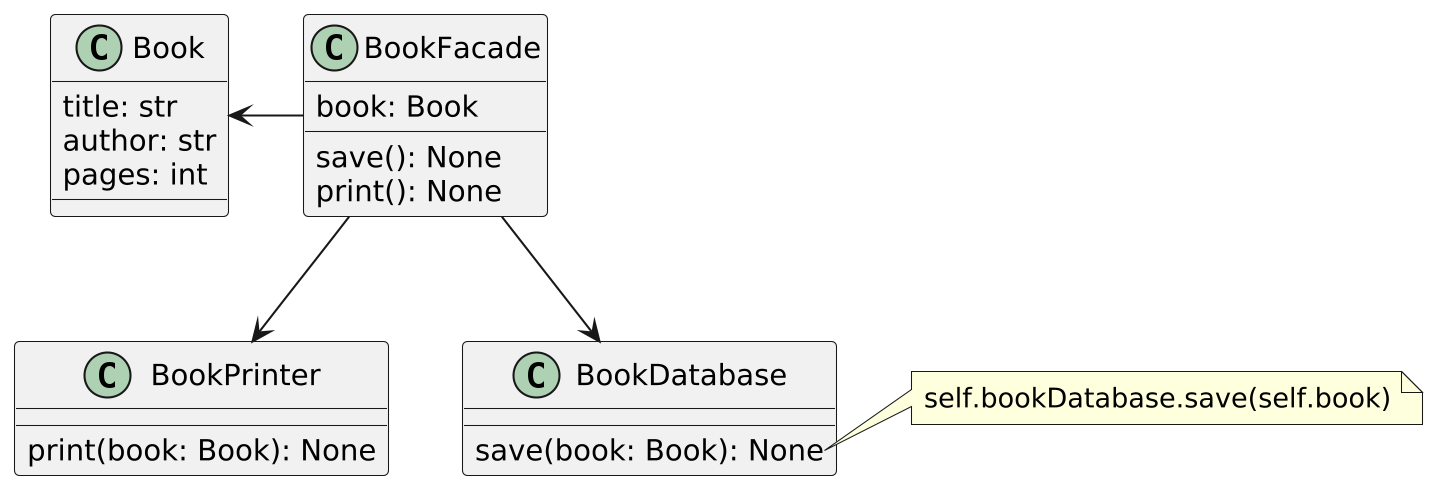 C Book
title: str
author: str
pages: int
C BookFacade
book: Book
save(): None
print(): None
C BookPrinter
print(book: Book): None
C BookDatabase
save(book: Book): None
self.bookDatabase.save(self.book)